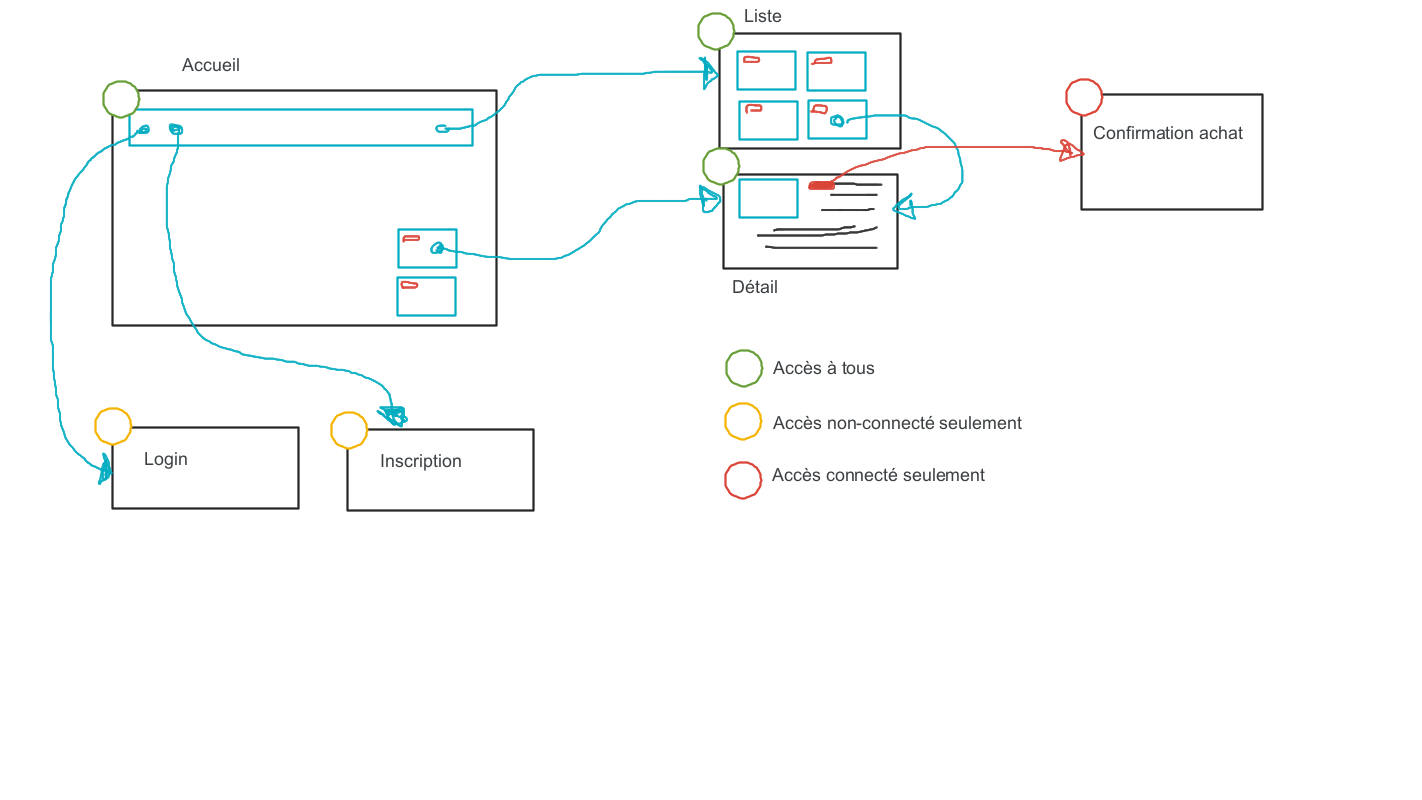 Liste
Accueil
Confirmation achat
Détail
Accès à tous
Accès non-connecté seulement
Login
Inscription
Accès connecté seulement